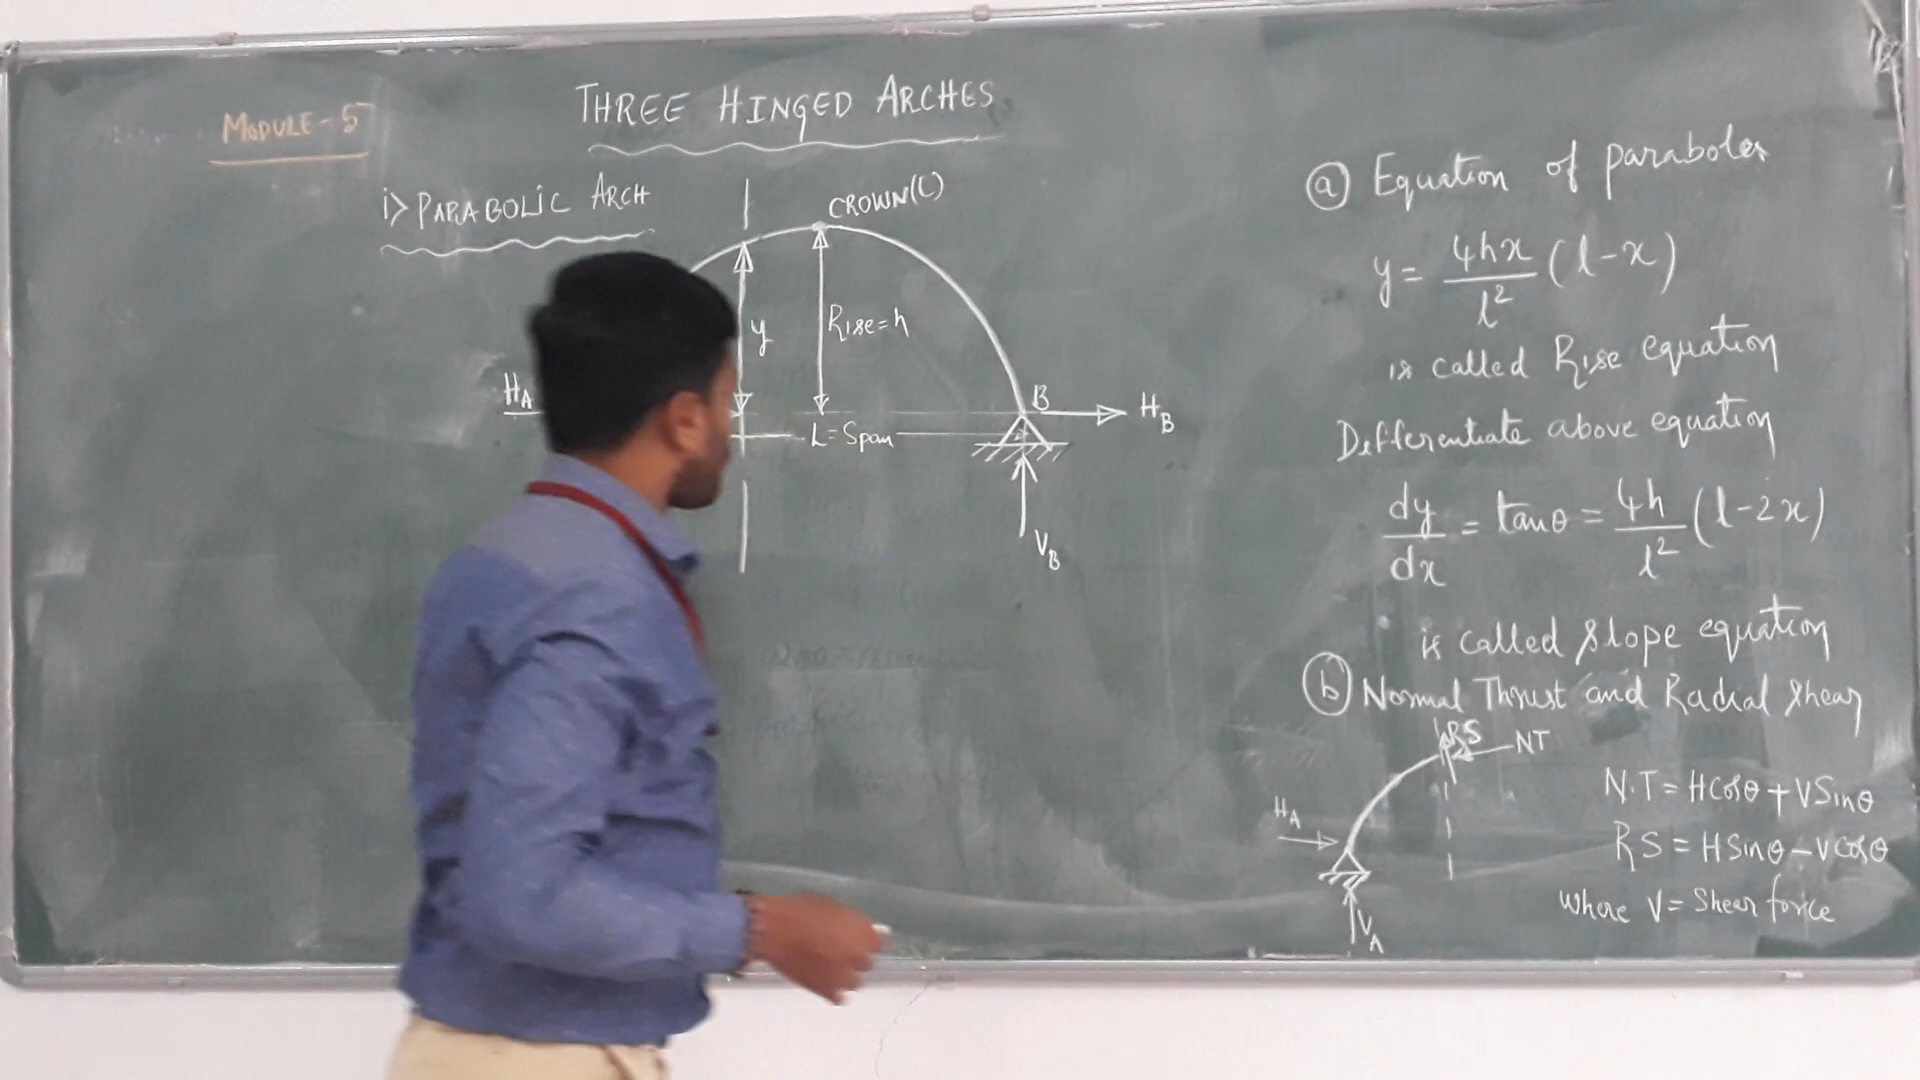 MODULE-5
THREE HINGED ARCHES
i> PARABOLIC ARCH
CROWN(C)
y
Rise=h
HA
B
HB
L=Span
VB
(a) Equation of parabola
y = 4hx/l² (l-x)
is called Rise equation
Differentiate above equation
dy/dx = tanθ = 4h/l² (l-2x)
is called slope equation
(b) Normal Thrust and Radial shear
RS
NT
HA
VA
N.T = HCosθ + VSinθ
RS = HSinθ - VCosθ
where V = Shear force